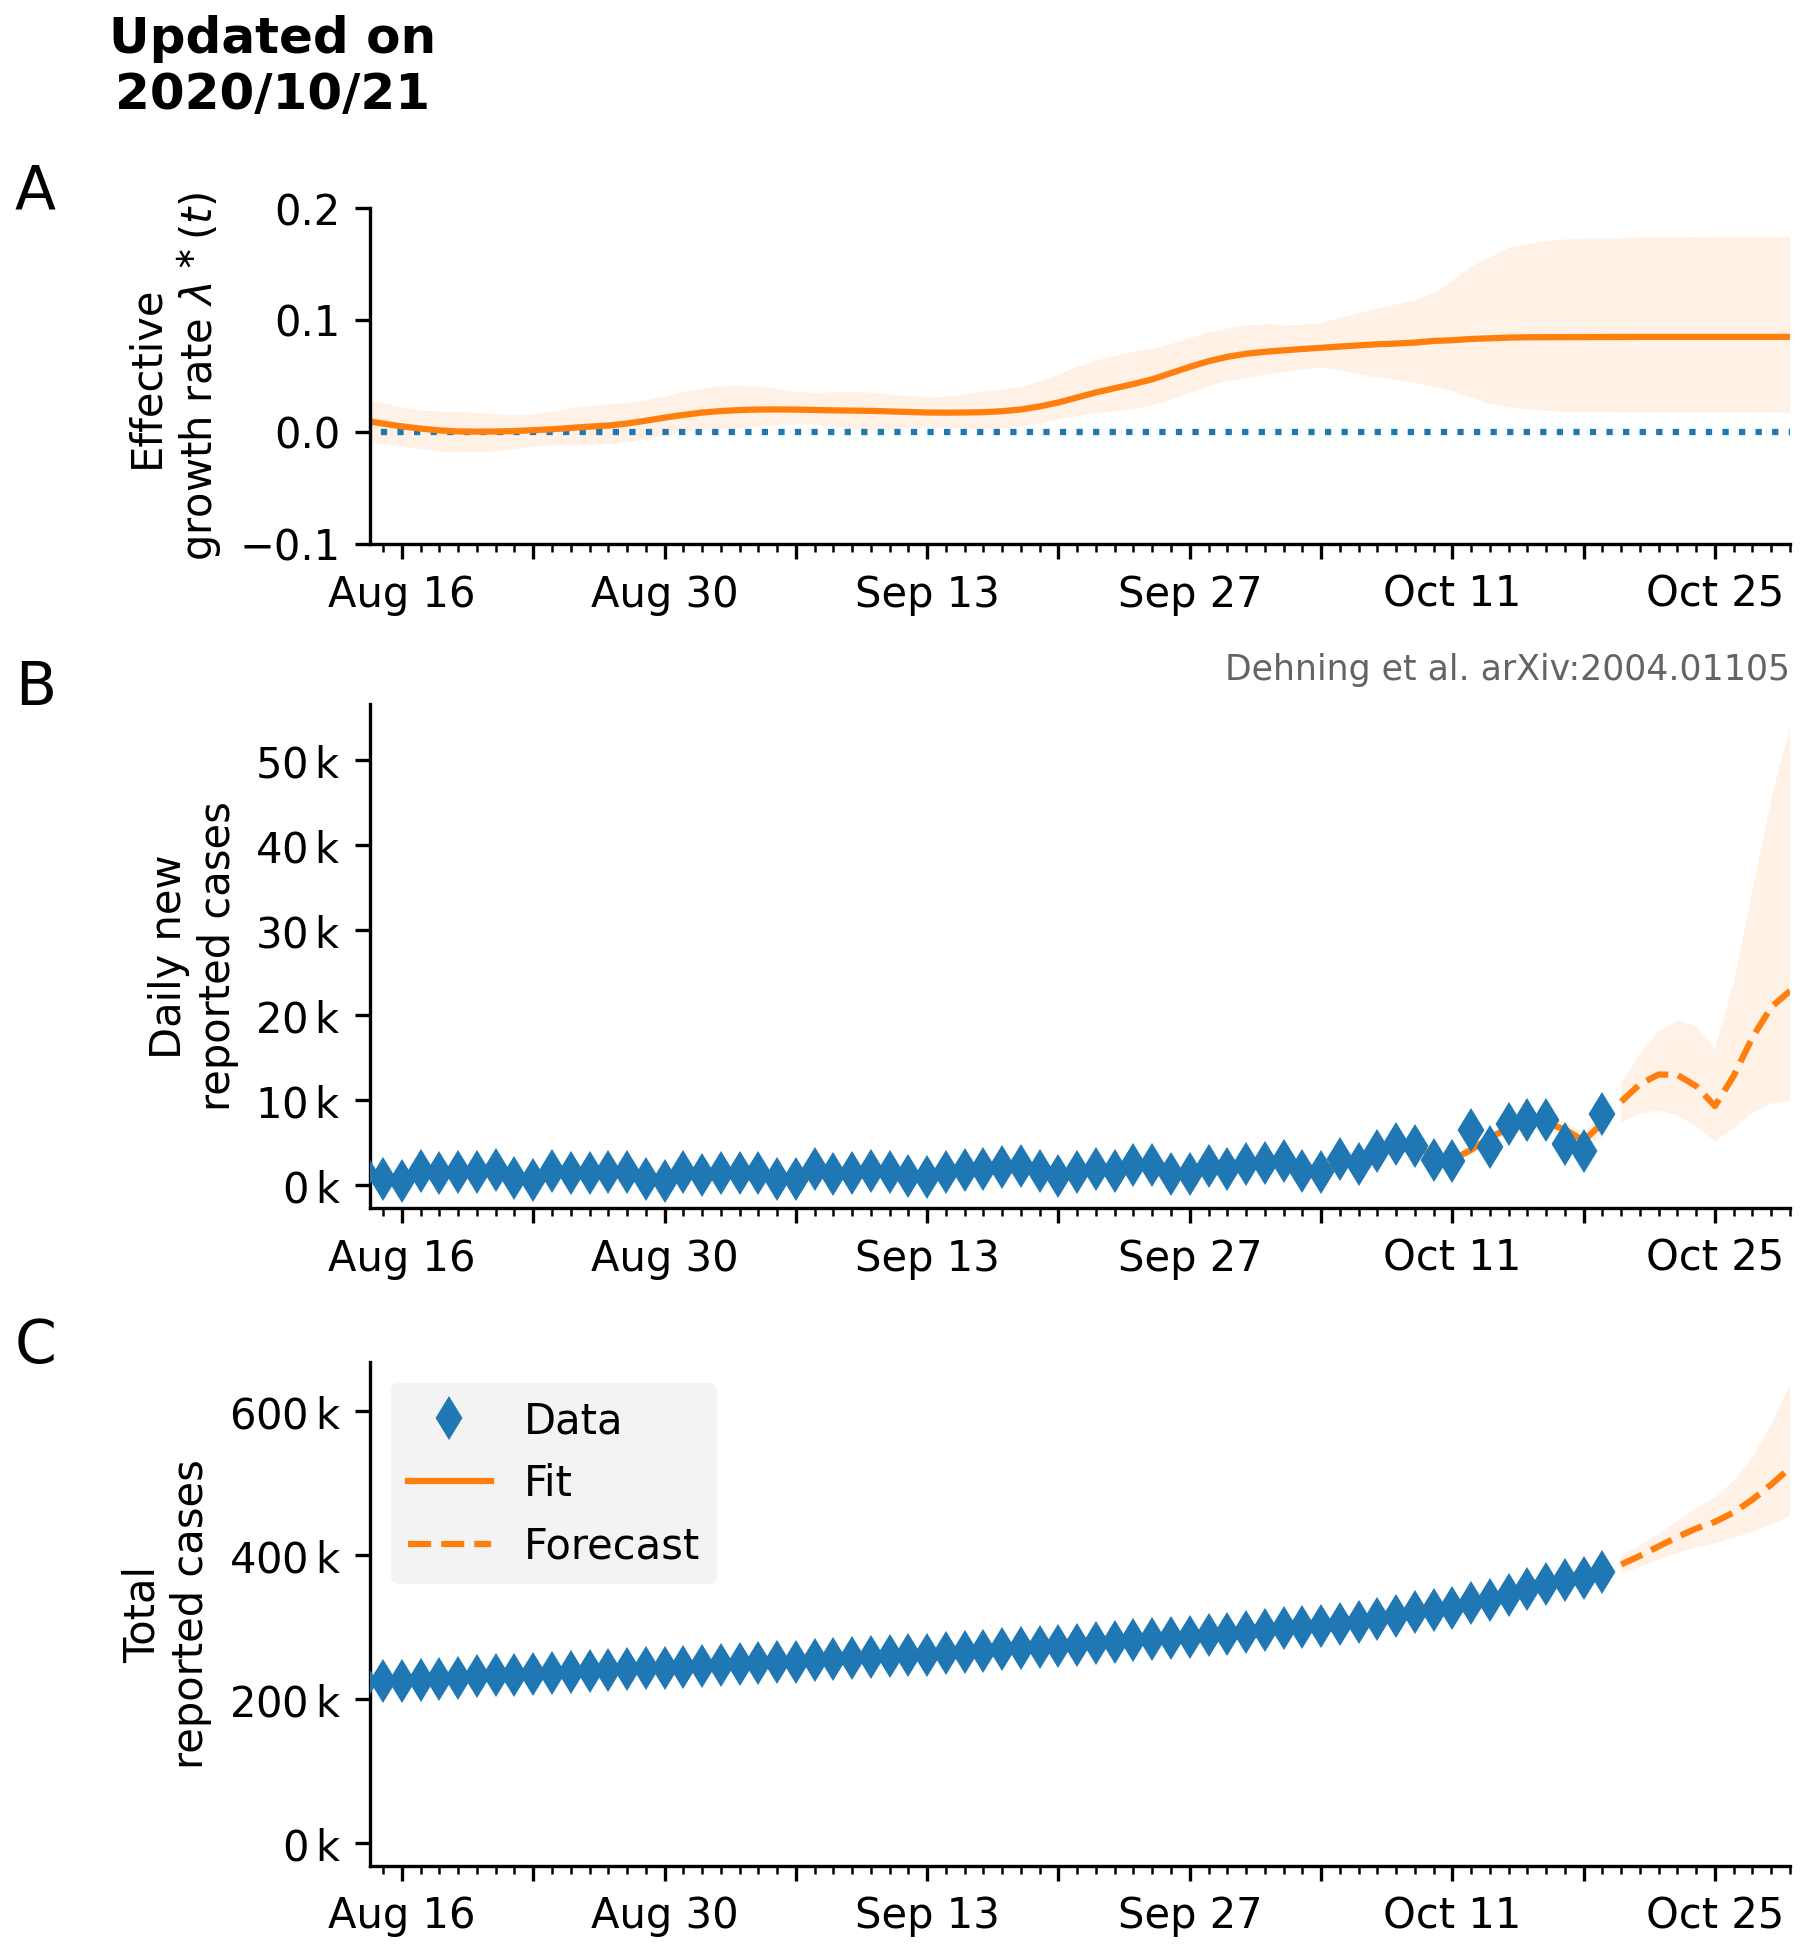 Updated on
2020/10/21
A
Effective
growth rate λ * (t)
0.2
0.1
0.0
−0.1
Aug 16
Aug 30
Sep 13
Sep 27
Oct 11
Oct 25
B
Dehning et al. arXiv:2004.01105
Daily new
reported cases
50 k
40 k
30 k
20 k
10 k
0 k
Aug 16
Aug 30
Sep 13
Sep 27
Oct 11
Oct 25
C
Total
reported cases
600 k
400 k
200 k
0 k
Data
Fit
Forecast
Aug 16
Aug 30
Sep 13
Sep 27
Oct 11
Oct 25